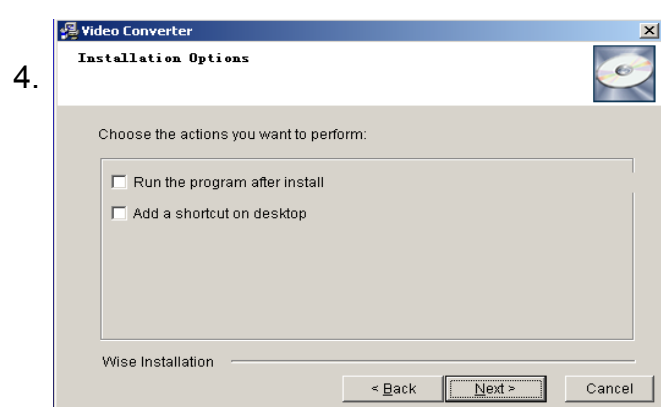 Video Converter
Installation Options
4.
Choose the actions you want to perform:
Run the program after install
Add a shortcut on desktop
Wise Installation
< Back Next > Cancel